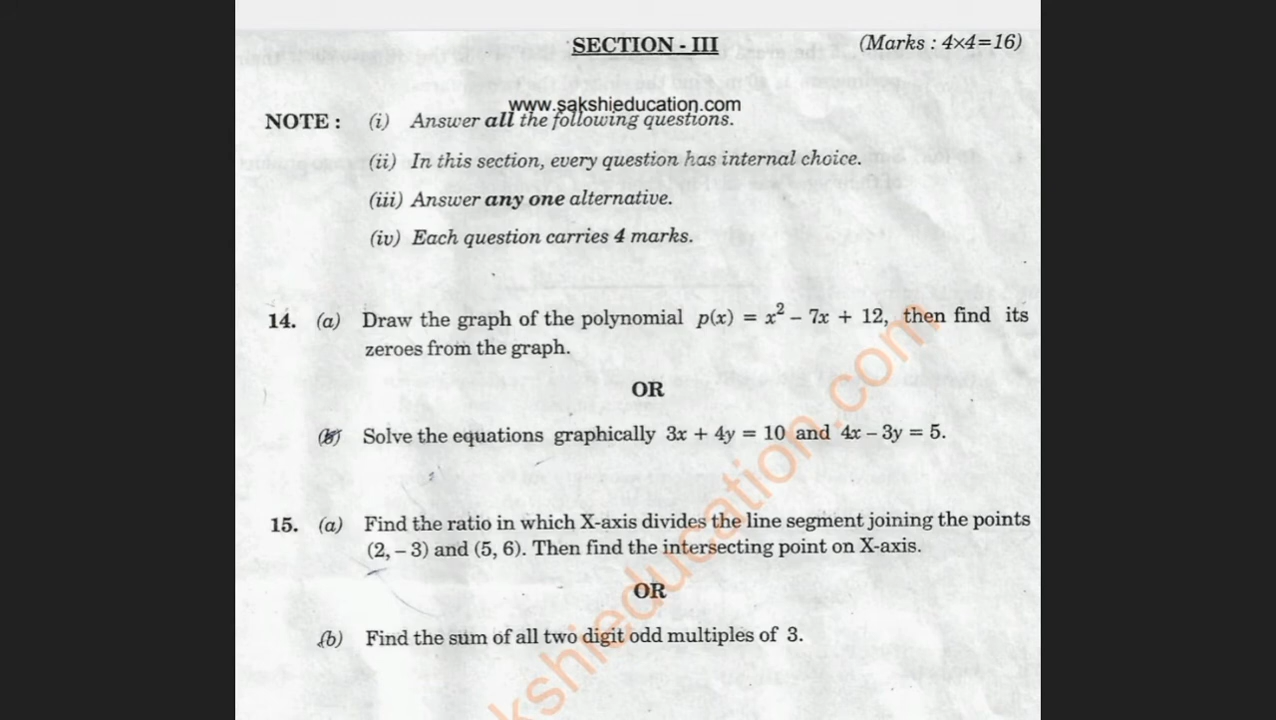 SECTION - III (Marks : 4×4=16)
www.sakshieducation.com
NOTE : (i) Answer all the following questions.
(ii) In this section, every question has internal choice.
(iii) Answer any one alternative.
(iv) Each question carries 4 marks.
14. (a) Draw the graph of the polynomial p(x) = x² – 7x + 12, then find its
zeroes from the graph.
OR
(b) Solve the equations graphically 3x + 4y = 10 and 4x – 3y = 5.
15. (a) Find the ratio in which X-axis divides the line segment joining the points
(2, – 3) and (5, 6). Then find the intersecting point on X-axis.
OR
(b) Find the sum of all two digit odd multiples of 3.
kshieducation.com